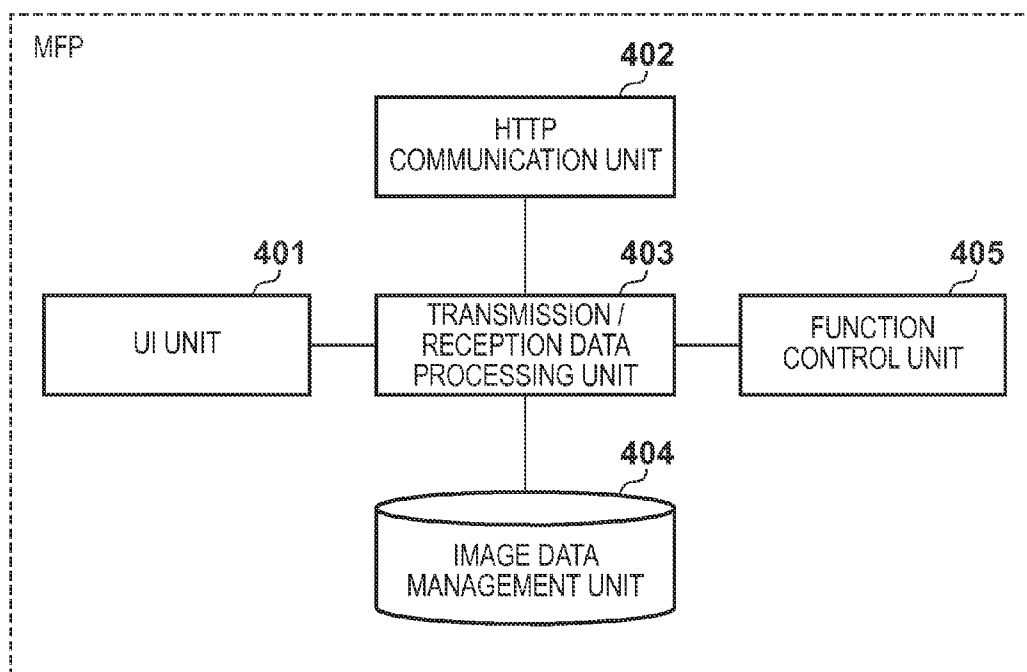 MFP
402
HTTP
COMMUNICATION UNIT
401
UI UNIT
403
TRANSMISSION /
RECEPTION DATA
PROCESSING UNIT
405
FUNCTION
CONTROL UNIT
404
IMAGE DATA
MANAGEMENT UNIT